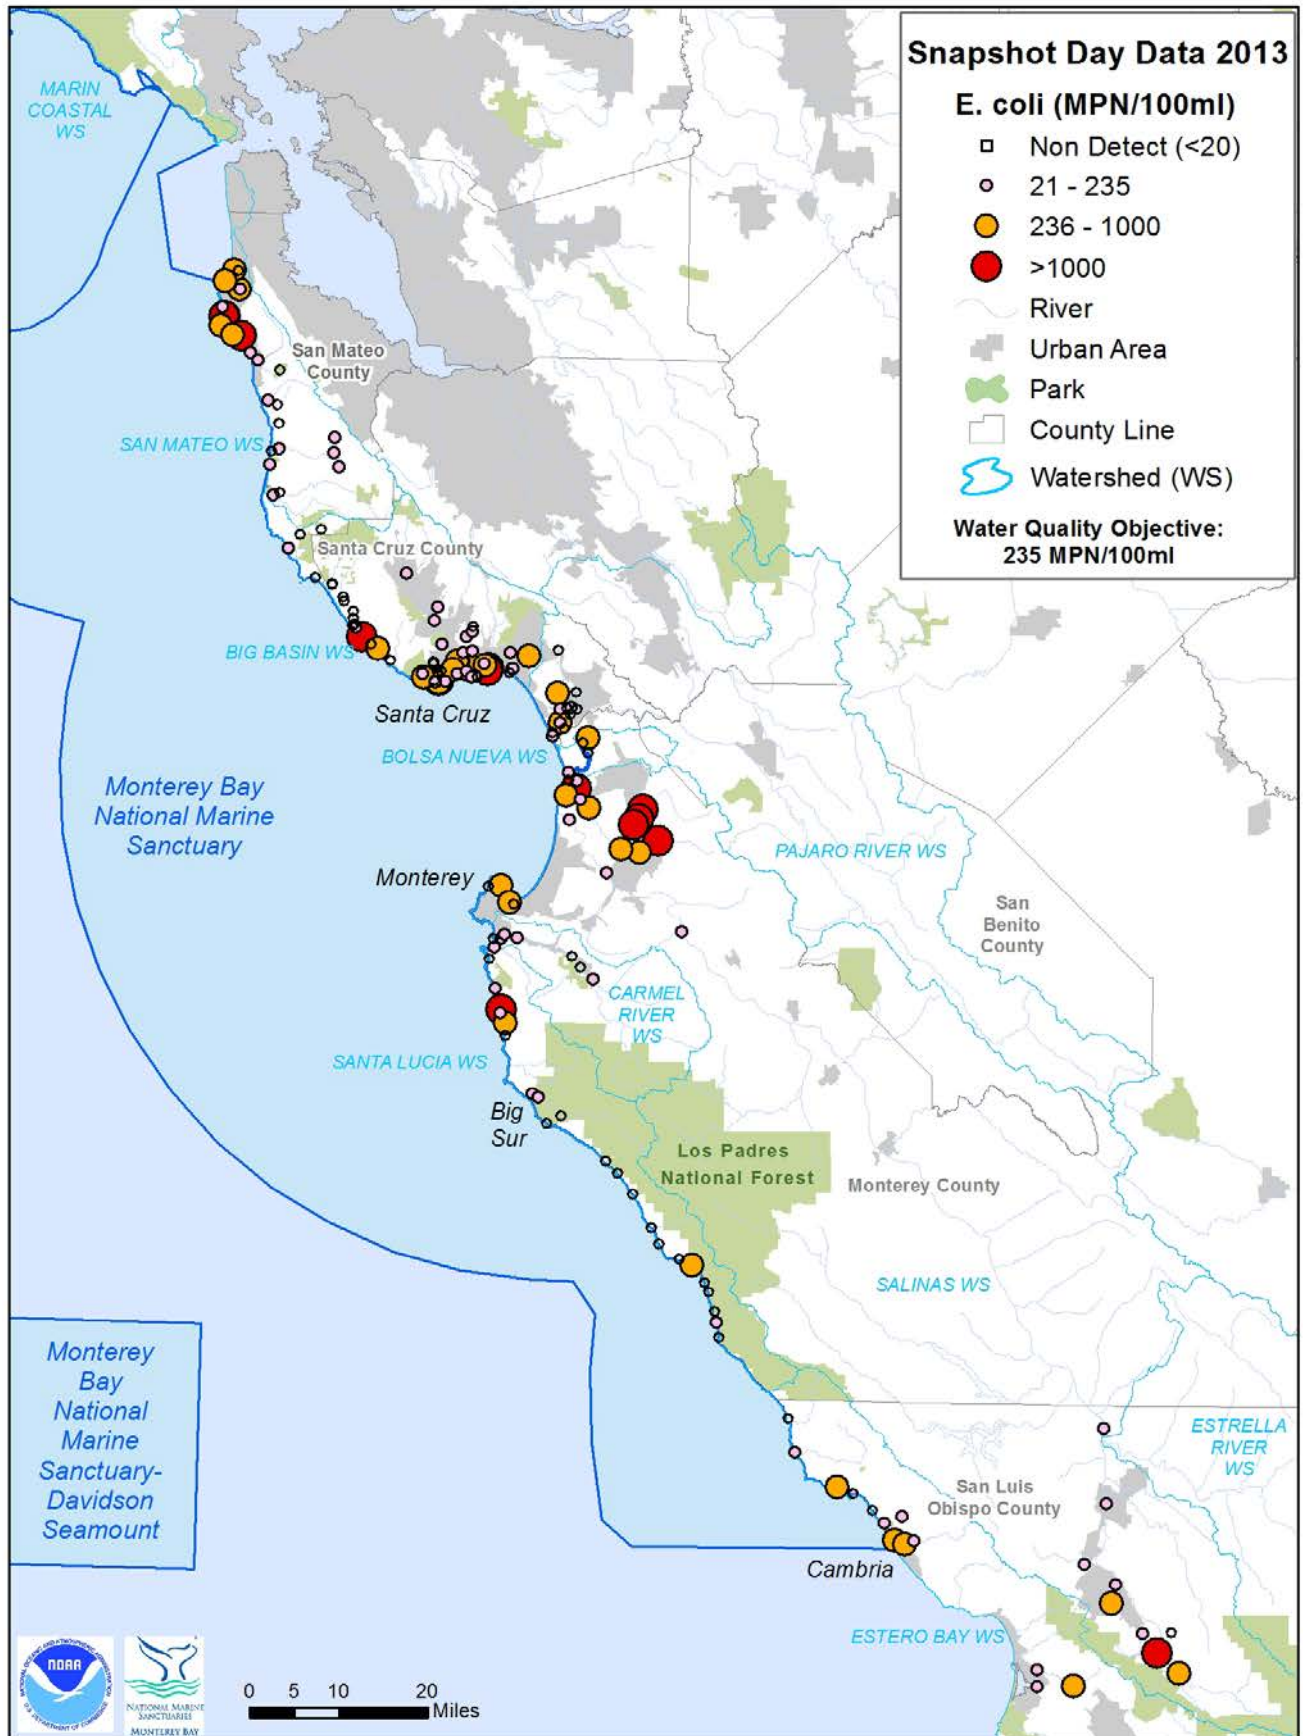 Snapshot Day Data 2013
E. coli (MPN/100ml)
Non Detect (<20)
21 - 235
236 - 1000
>1000
River
Urban Area
Park
County Line
Watershed (WS)
Water Quality Objective:
235 MPN/100ml
MARIN
COASTAL
WS
San Mateo
County
SAN MATEO WS
Santa Cruz County
BIG BASIN WS
Santa Cruz
BOLSA NUEVA WS
Monterey Bay
National Marine
Sanctuary
PAJARO RIVER WS
Monterey
San
Benito
County
CARMEL
RIVER
WS
SANTA LUCIA WS
Big
Sur
Los Padres
National Forest
Monterey County
SALINAS WS
Monterey
Bay
National
Marine
Sanctuary-
Davidson
Seamount
ESTRELLA
RIVER
WS
San Luis
Obispo County
Cambria
ESTERO BAY WS
NOAA
NATIONAL MARINE
SANCTUARIES
MONTEREY BAY
0 5 10 20
Miles